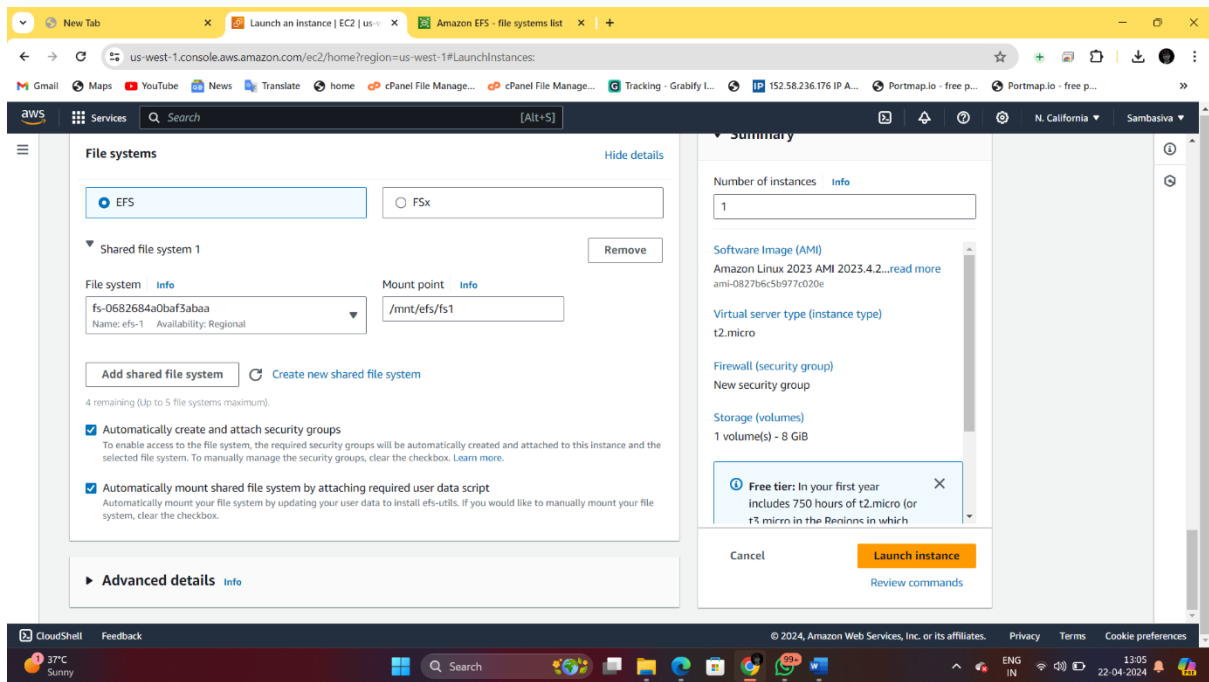 New Tab
Launch an instance | EC2 | us-w
Amazon EFS - file systems list
us-west-1.console.aws.amazon.com/ec2/home?region=us-west-1#LaunchInstances:
Gmail
Maps
YouTube
News
Translate
home
cPanel File Manage...
cPanel File Manage...
Tracking - Grabify I...
152.58.236.176 IP A...
Portmap.io - free p...
Portmap.io - free p...
aws
Services
Search
[Alt+S]
N. California
Sambasiva
File systems
Hide details
EFS
FSx
Shared file system 1
Remove
File system Info
Mount point Info
fs-0682684a0baf3abaa
Name: efs-1 Availability: Regional
/mnt/efs/fs1
Add shared file system
Create new shared file system
4 remaining (Up to 5 file systems maximum).
Automatically create and attach security groups
To enable access to the file system, the required security groups will be automatically created and attached to this instance and the
selected file system. To manually manage the security groups, clear the checkbox. Learn more.
Automatically mount shared file system by attaching required user data script
Automatically mount your file system by updating your user data to install efs-utils. If you would like to manually mount your file
system, clear the checkbox.
Advanced details Info
Summary
Number of instances Info
1
Software Image (AMI)
Amazon Linux 2023 AMI 2023.4.2...read more
ami-0827b6c5b977c020e
Virtual server type (instance type)
t2.micro
Firewall (security group)
New security group
Storage (volumes)
1 volume(s) - 8 GiB
Free tier: In your first year
includes 750 hours of t2.micro (or
t3.micro in the Regions in which
Cancel
Launch instance
Review commands
CloudShell
Feedback
© 2024, Amazon Web Services, Inc. or its affiliates.
Privacy
Terms
Cookie preferences
1
37°C
Sunny
Search
99+
ENG
IN
13:05
22-04-2024